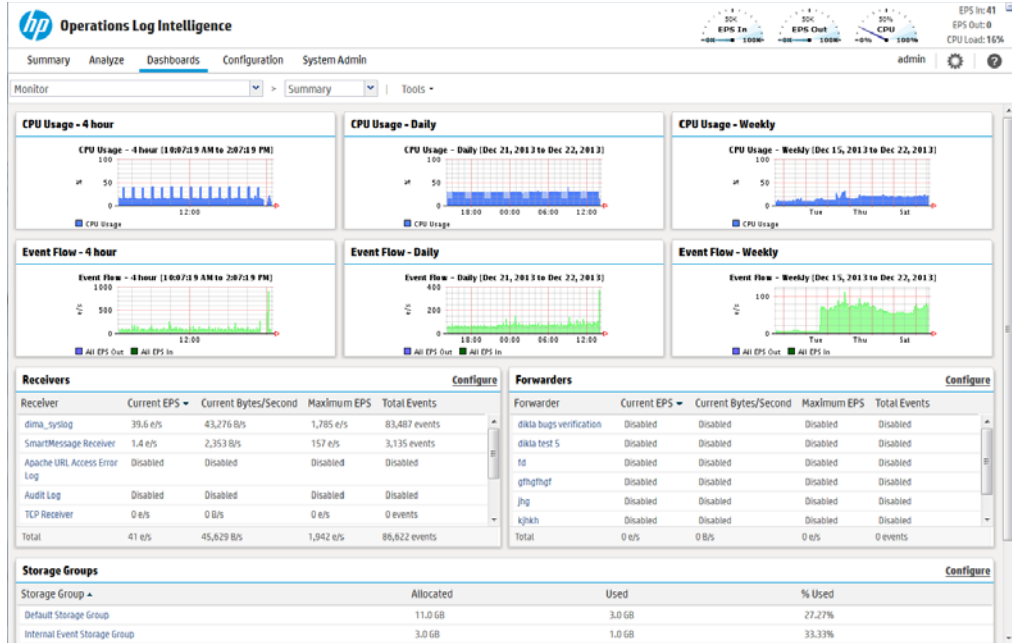 hp Operations Log Intelligence
50K
EPS In
0K 100K
50K
EPS Out
0K 100K
50%
CPU
0% 100%
EPS In: 41
EPS Out: 0
CPU Load: 16%
Summary Analyze Dashboards Configuration System Admin admin
Monitor > Summary | Tools
CPU Usage - 4 hour
CPU Usage - 4 hour [10:07:19 AM to 2:07:19 PM]
100
%
50
0
12:00
CPU Usage
CPU Usage - Daily
CPU Usage - Daily [Dec 21, 2013 to Dec 22, 2013]
100
%
50
0
18:00 00:00 06:00 12:00
CPU Usage
CPU Usage - Weekly
CPU Usage - Weekly [Dec 15, 2013 to Dec 22, 2013]
100
%
50
0
Tue Thu Sat
CPU Usage
Event Flow - 4 hour
Event Flow - 4 hour [10:07:19 AM to 2:07:19 PM]
1000
e/s
500
0
12:00
All EPS Out All EPS In
Event Flow - Daily
Event Flow - Daily [Dec 21, 2013 to Dec 22, 2013]
400
e/s
200
0
18:00 00:00 06:00 12:00
All EPS Out All EPS In
Event Flow - Weekly
Event Flow - Weekly [Dec 15, 2013 to Dec 22, 2013]
100
e/s
0
Tue Thu Sat
All EPS Out All EPS In
Receivers Configure
Receiver Current EPS Current Bytes/Second Maximum EPS Total Events
dima_syslog 39.6 e/s 43,276 B/s 1,785 e/s 83,487 events
SmartMessage Receiver 1.4 e/s 2,353 B/s 157 e/s 3,135 events
Apache URL Access Error Disabled Disabled Disabled Disabled
Log
Audit Log Disabled Disabled Disabled Disabled
TCP Receiver 0 e/s 0 B/s 0 e/s 0 events
Total 41 e/s 45,629 B/s 1,942 e/s 86,622 events
Forwarders Configure
Forwarder Current EPS Current Bytes/Second Maximum EPS Total Events
dikla bugs verification Disabled Disabled Disabled Disabled
dikla test 5 Disabled Disabled Disabled Disabled
fd Disabled Disabled Disabled Disabled
gfhgfhgf Disabled Disabled Disabled Disabled
jhg Disabled Disabled Disabled Disabled
kjhkh Disabled Disabled Disabled Disabled
Total 0 e/s 0 B/s 0 e/s 0 events
Storage Groups Configure
Storage Group Allocated Used % Used
Default Storage Group 11.0 GB 3.0 GB 27.27%
Internal Event Storage Group 3.0 GB 1.0 GB 33.33%